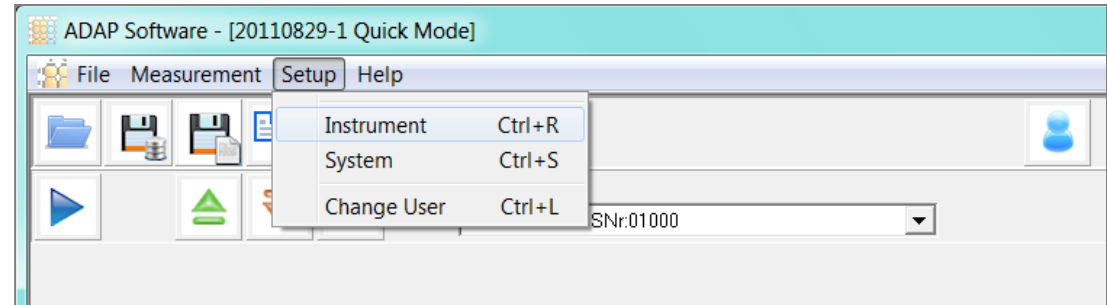 ADAP Software - [20110829-1 Quick Mode]
File Measurement Setup Help
Instrument Ctrl+R
System Ctrl+S
Change User Ctrl+L
SNr:01000